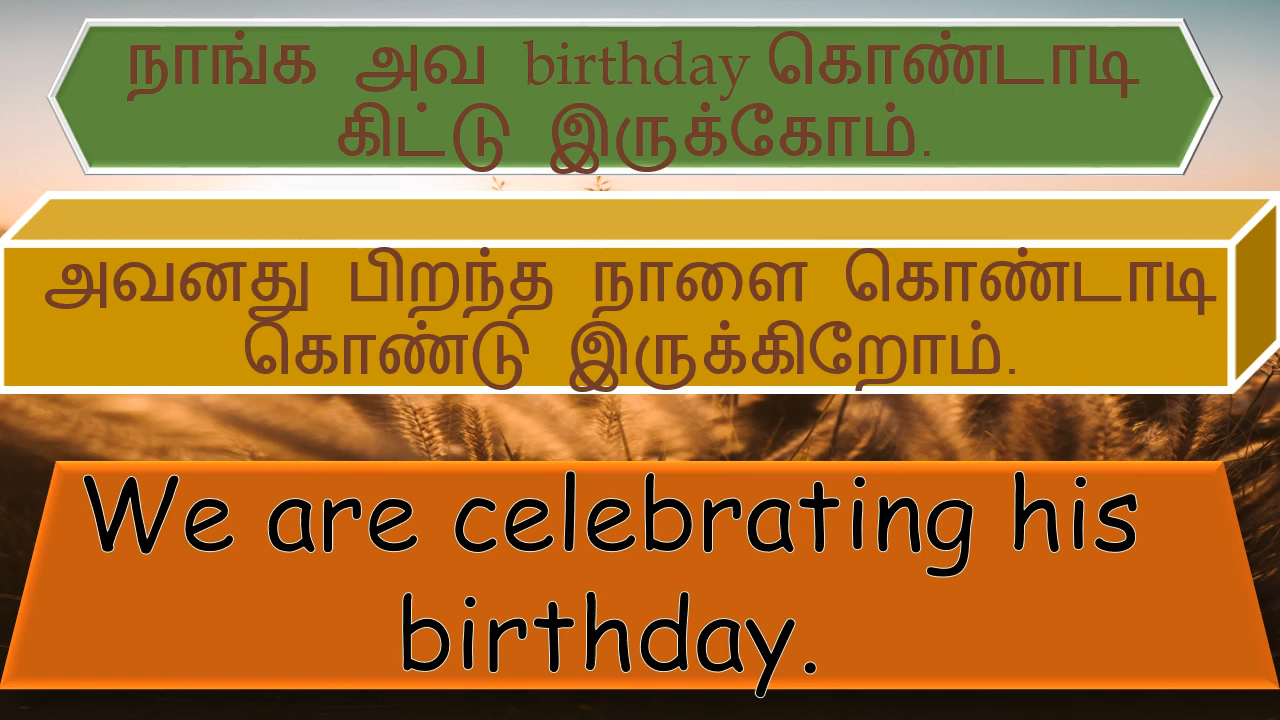 நாங்க அவ birthday கொண்டாடி
கிட்டு இருக்கோம்.
அவனது பிறந்த நாளை கொண்டாடி
கொண்டு இருக்கிறோம்.
We are celebrating his
birthday.